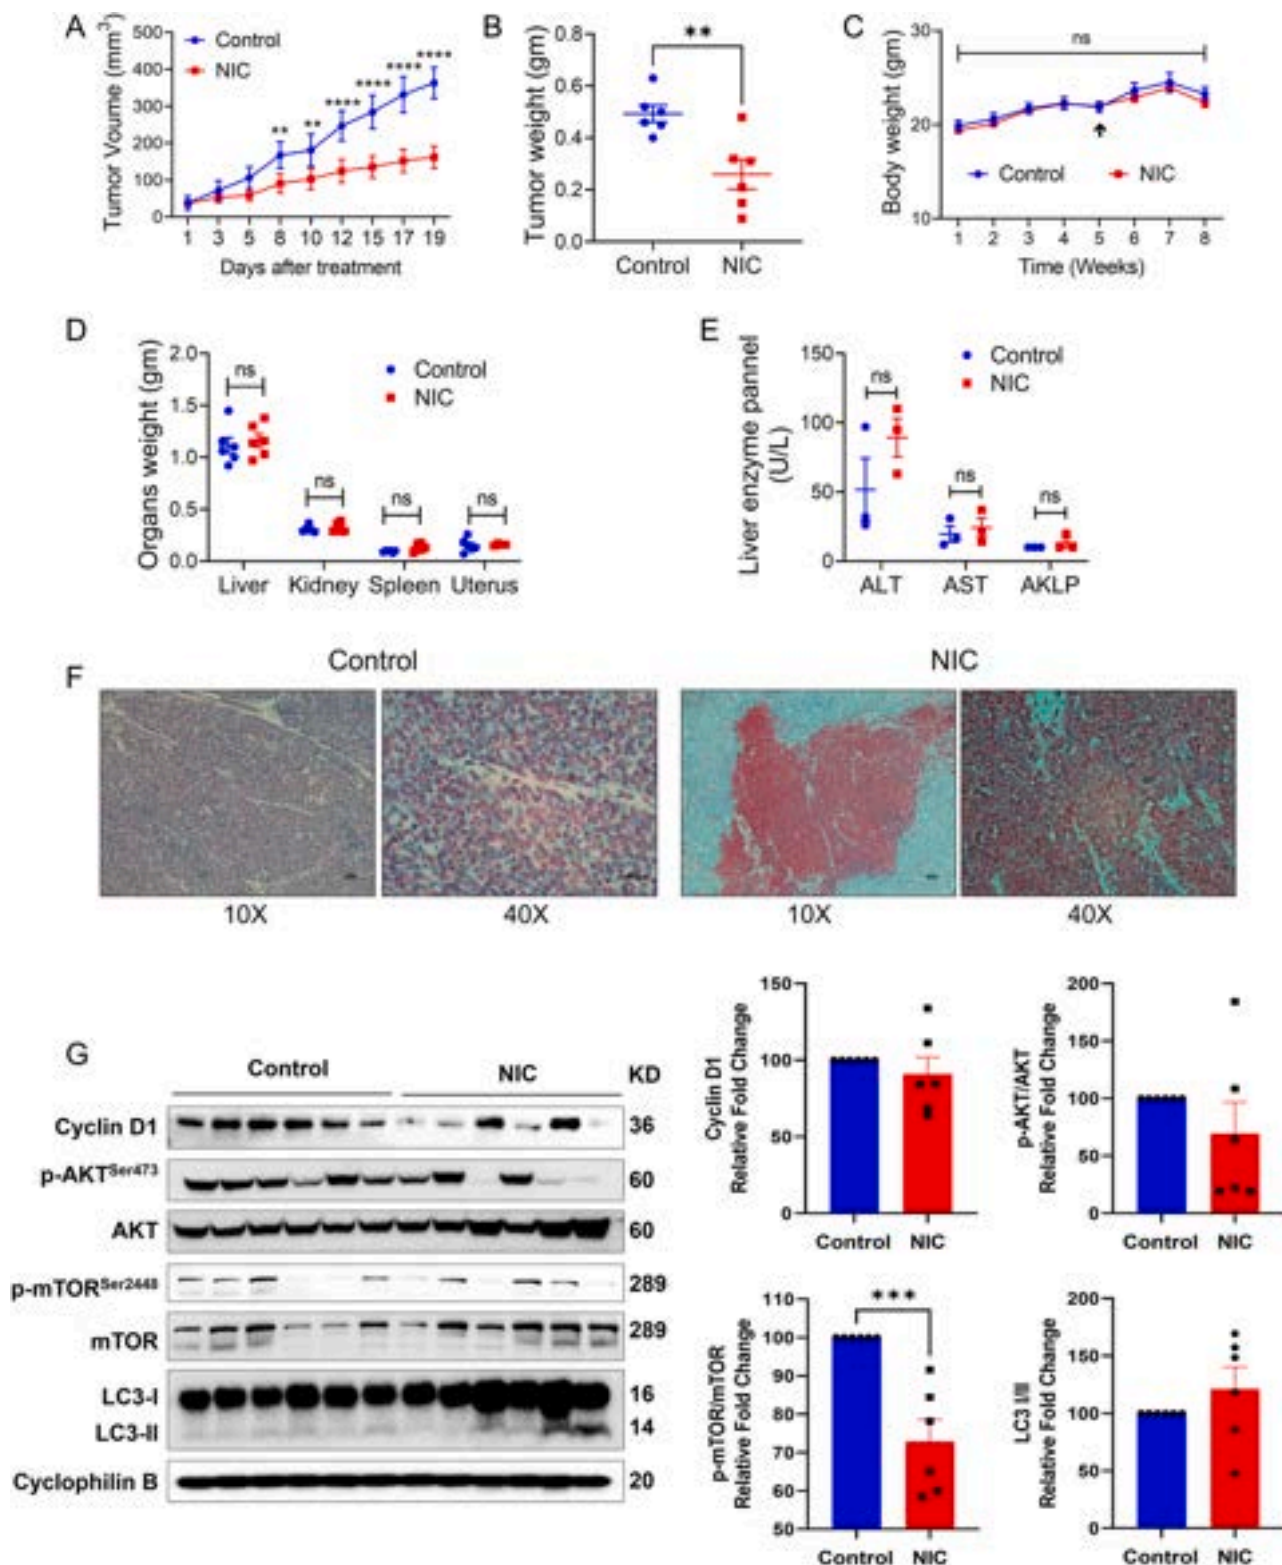 A
Tumor Voume (mm3)
500
400
300
200
100
0
Control
NIC
**
**
****
****
****
****
1 3 5 8 10 12 15 17 19
Days after treatment
B
Tumor weight (gm)
0.8
0.6
0.4
0.2
0.0
**
Control NIC
C
Body weight (gm)
30
20
10
ns
Control NIC
1 2 3 4 5 6 7 8
Time (Weeks)
D
Organs weight (gm)
2.0
1.5
1.0
0.5
0.0
Control
NIC
ns
ns
ns
ns
Liver Kidney Spleen Uterus
E
Liver enzyme pannel
(U/L)
150
100
50
0
Control
NIC
ns
ns
ns
ALT AST AKLP
F
Control NIC
10X 40X 10X 40X
G
Control NIC KD
Cyclin D1 36
p-AKTSer473 60
AKT 60
p-mTORSer2448 289
mTOR 289
LC3-I 16
LC3-II 14
Cyclophilin B 20
Cyclin D1
Relative Fold Change
150
100
50
0
Control NIC
p-AKT/AKT
Relative Fold Change
200
150
100
50
0
Control NIC
p-mTOR/mTOR
Relative Fold Change
110
100
90
80
70
60
50
***
Control NIC
LC3 I/II
Relative Fold Change
200
150
100
50
0
Control NIC